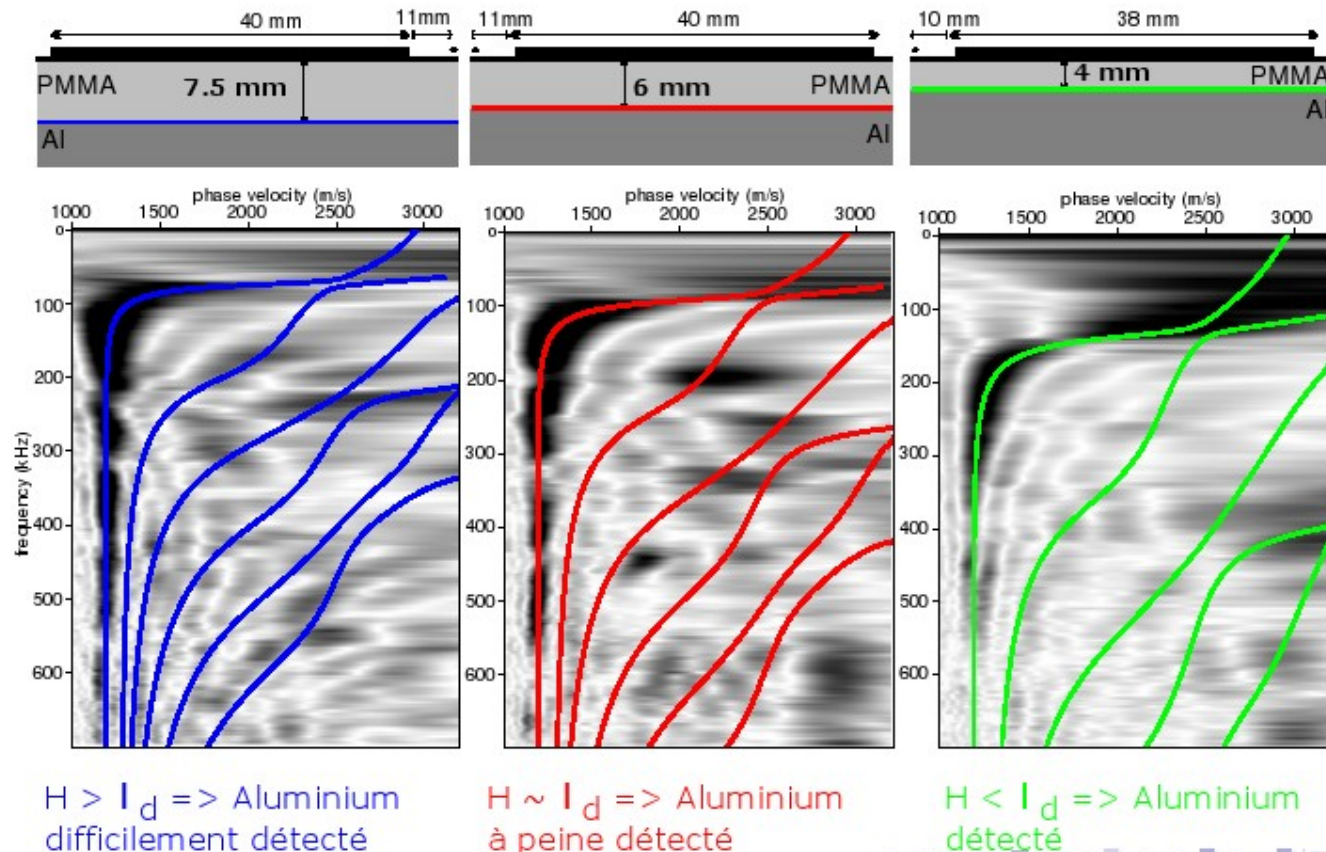 40 mm 11mm 11mm 40 mm 10 mm 38 mm
PMMA 7.5 mm 6 mm PMMA 4 mm PMMA
Al Al Al
phase velocity (m/s) phase velocity (m/s) phase velocity (m/s)
1000 1500 2000 2500 3000 1000 1500 2000 2500 3000 1000 1500 2000 2500 3000
0 0 0
100 100 100
200 200 200
300 300 300
400 400 400
500 500 500
600 600 600
frequency (kHz)
H > l d => Aluminium
difficilement détecté
H ~ l d => Aluminium
à peine détecté
H < l d => Aluminium
détecté